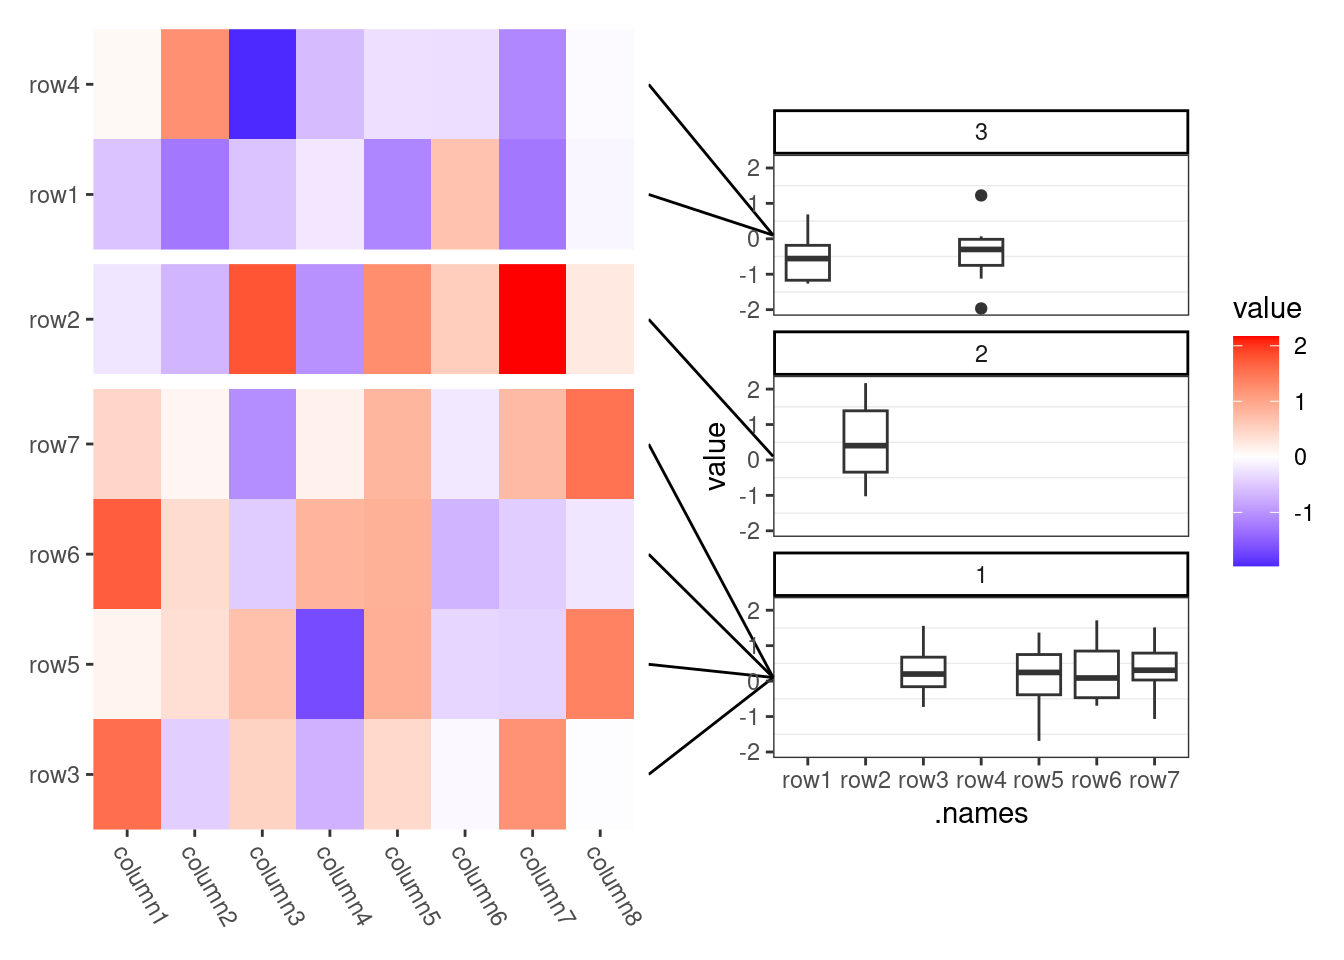 row4
row1
row2
row7
row6
row5
row3
column1
column2
column3
column4
column5
column6
column7
column8
3
2
1
0
-1
-2
2
2
1
0
-1
-2
1
2
1
0
-1
-2
value
row1 row2 row3 row4 row5 row6 row7
.names
value
2
1
0
-1